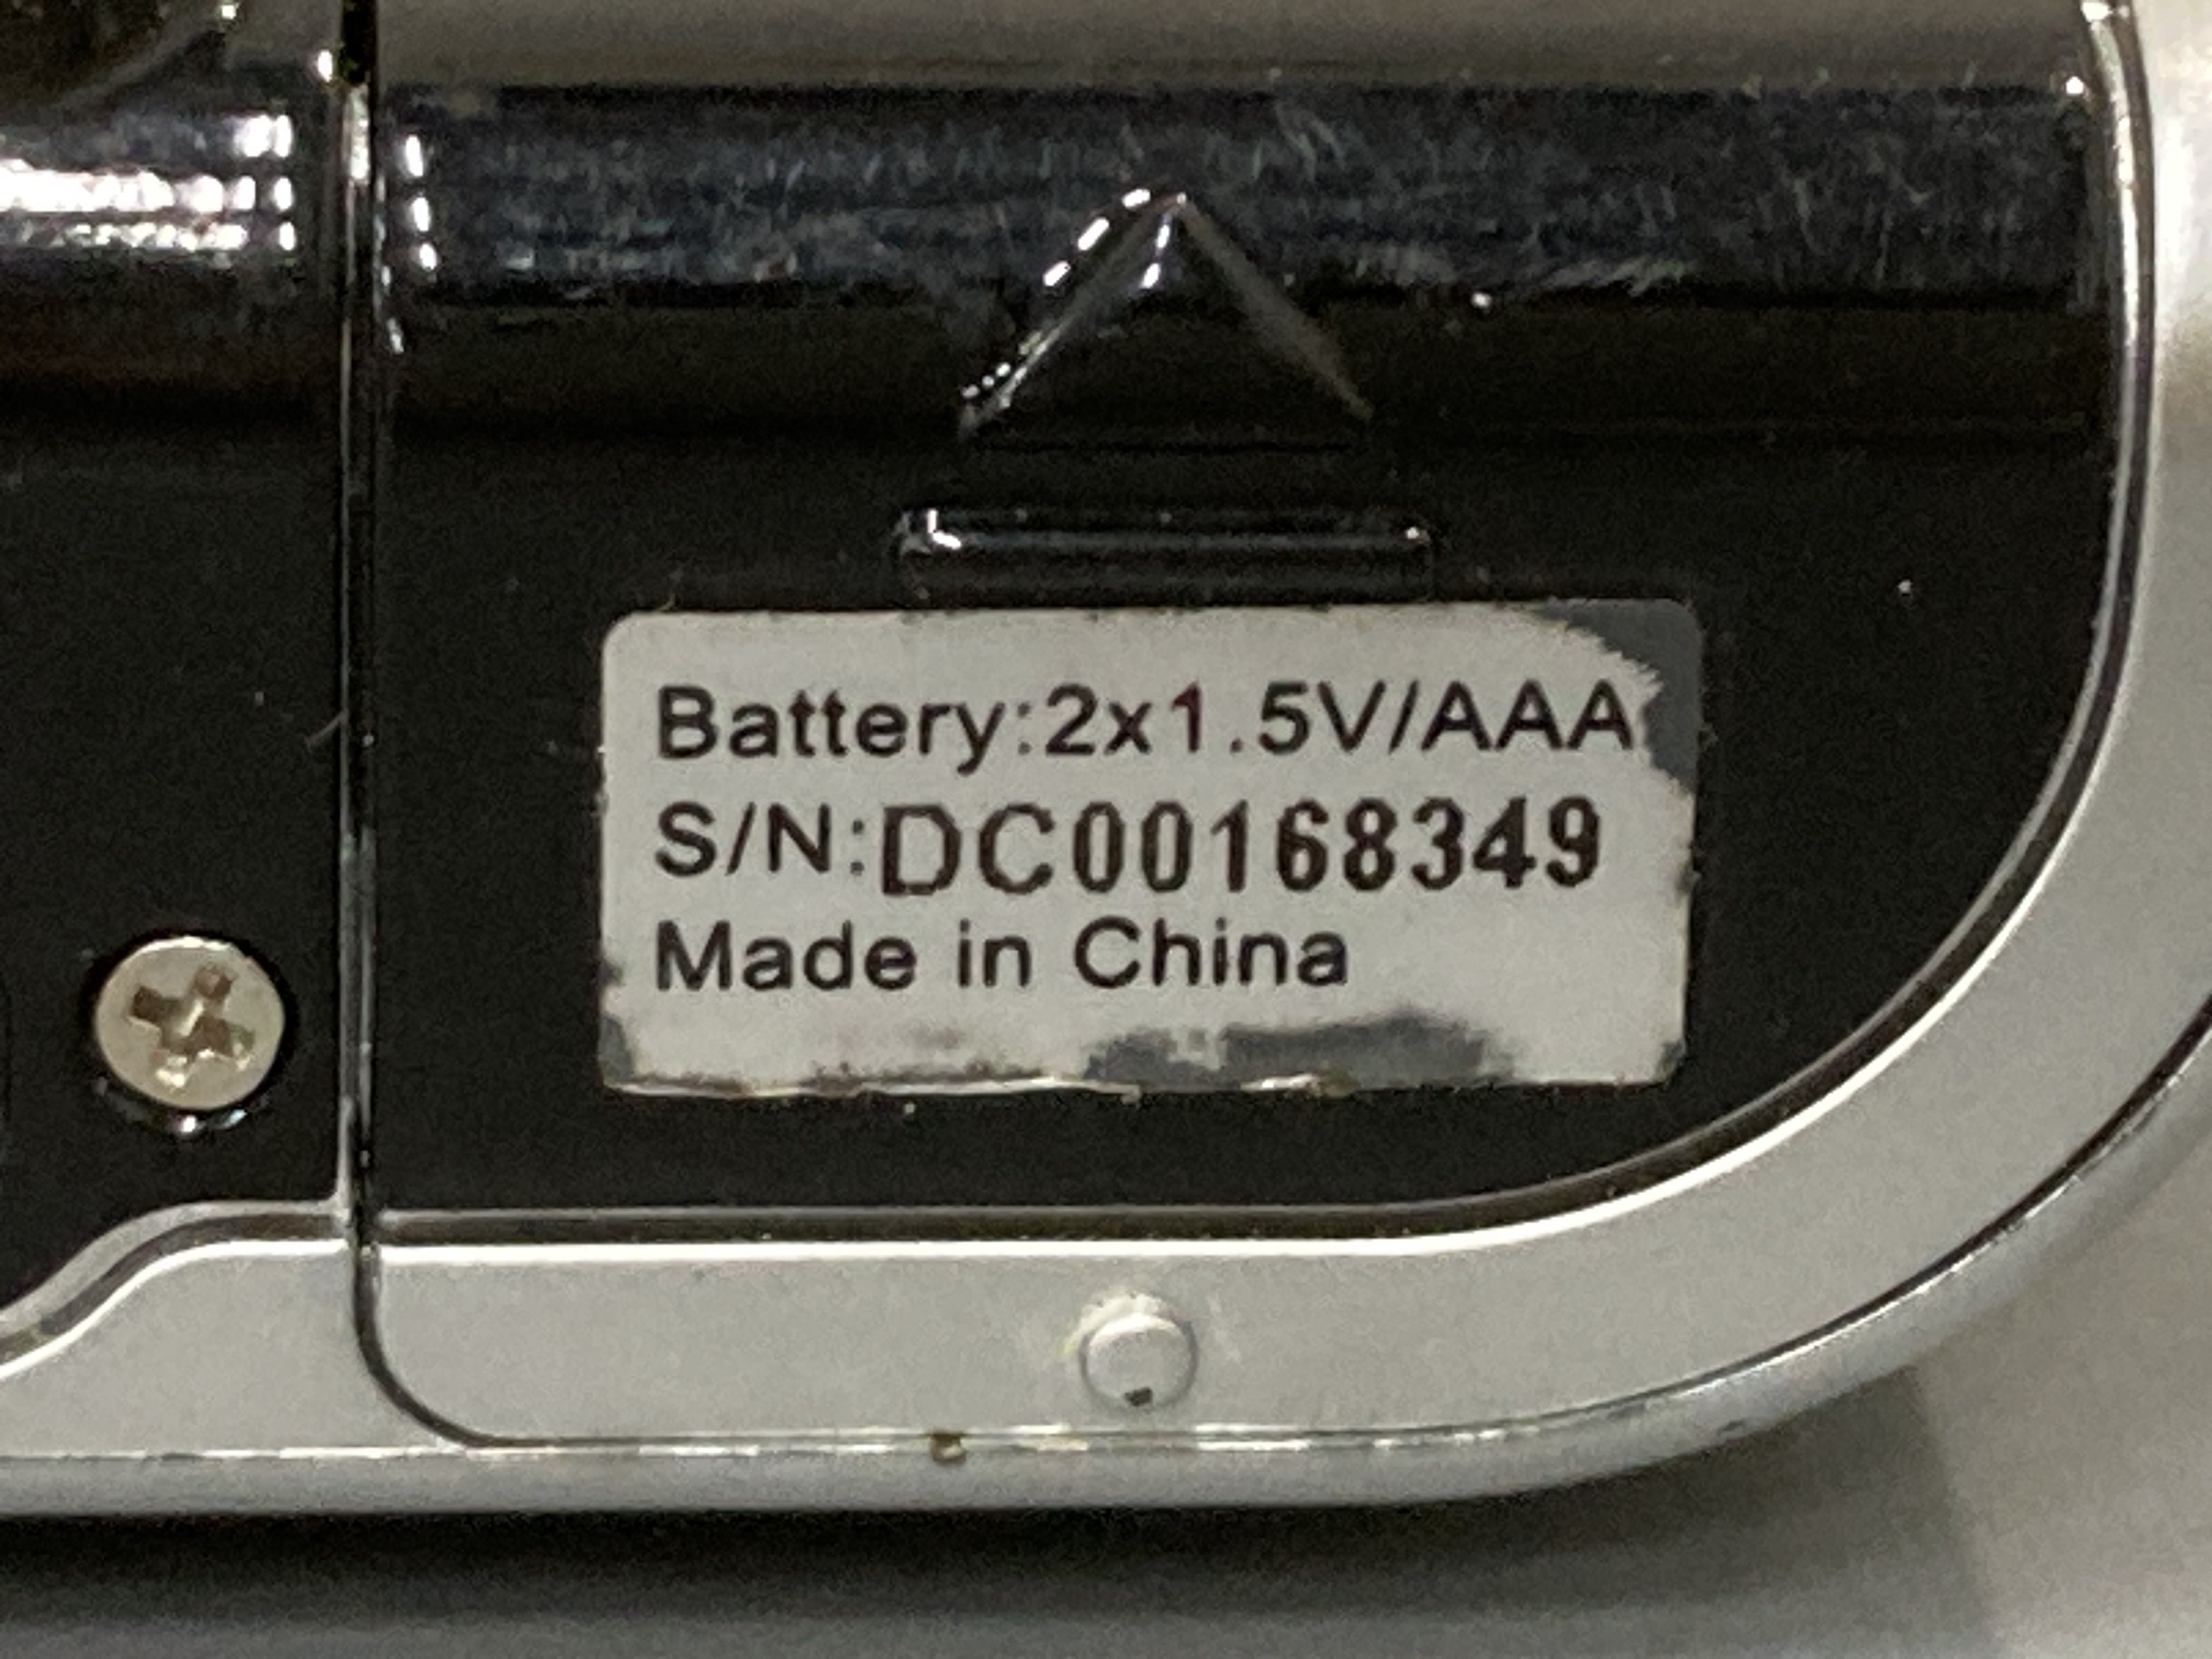 Battery:2x1.5V/AAA
S/N:DC00168349
Made in China